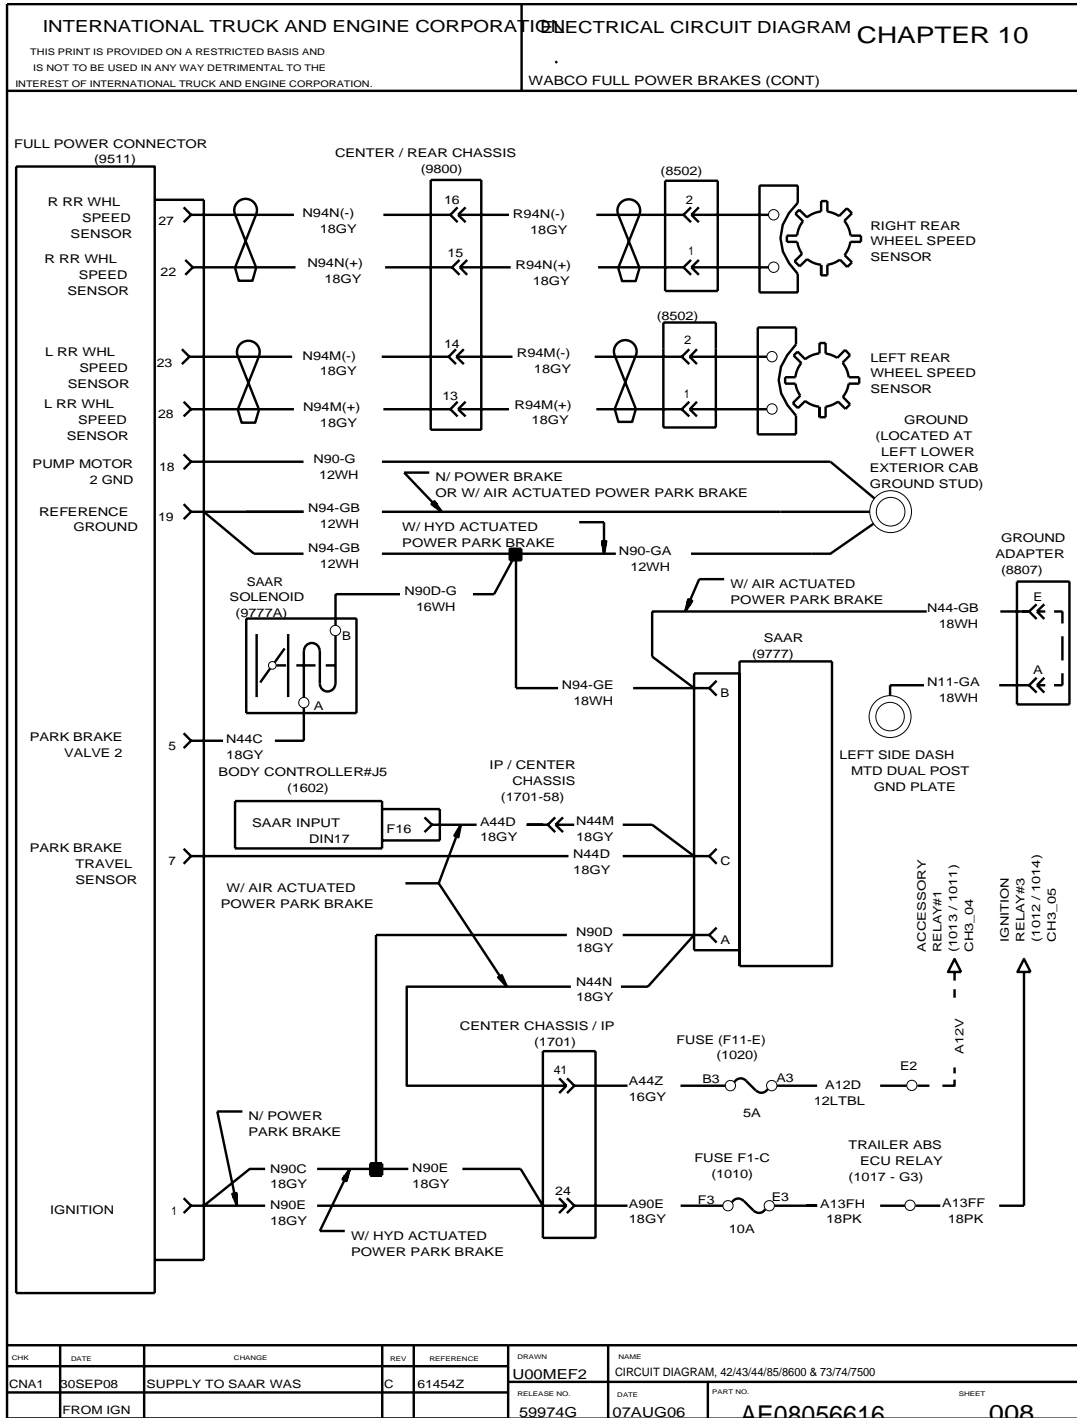 INTERNATIONAL TRUCK AND ENGINE CORPORATION
THIS PRINT IS PROVIDED ON A RESTRICTED BASIS AND
IS NOT TO BE USED IN ANY WAY DETRIMENTAL TO THE
INTEREST OF INTERNATIONAL TRUCK AND ENGINE CORPORATION.
ELECTRICAL CIRCUIT DIAGRAM
CHAPTER 10
.
WABCO FULL POWER BRAKES (CONT)
FULL POWER CONNECTOR
(9511)
CENTER / REAR CHASSIS
(9800)
(8502)
R RR WHL
SPEED
SENSOR
27
N94N(-)
18GY
16
R94N(-)
18GY
2
R RR WHL
SPEED
SENSOR
22
N94N(+)
18GY
15
R94N(+)
18GY
1
RIGHT REAR
WHEEL SPEED
SENSOR
(8502)
L RR WHL
SPEED
SENSOR
23
N94M(-)
18GY
14
R94M(-)
18GY
2
L RR WHL
SPEED
SENSOR
28
N94M(+)
18GY
13
R94M(+)
18GY
1
LEFT REAR
WHEEL SPEED
SENSOR
GROUND
(LOCATED AT
LEFT LOWER
EXTERIOR CAB
GROUND STUD)
PUMP MOTOR
2 GND
18
N90-G
12WH
N/ POWER BRAKE
OR W/ AIR ACTUATED POWER PARK BRAKE
REFERENCE
GROUND
19
N94-GB
12WH
W/ HYD ACTUATED
POWER PARK BRAKE
N94-GB
12WH
N90-GA
12WH
GROUND
ADAPTER
(8807)
SAAR
SOLENOID
(9777A)
B
A
N90D-G
16WH
W/ AIR ACTUATED
POWER PARK BRAKE
N44-GB
18WH
E
SAAR
(9777)
N94-GE
18WH
B
N11-GA
18WH
A
PARK BRAKE
VALVE 2
5
N44C
18GY
LEFT SIDE DASH
MTD DUAL POST
GND PLATE
BODY CONTROLLER#J5
(1602)
SAAR INPUT
DIN17
F16
IP / CENTER
CHASSIS
(1701-58)
A44D
18GY
N44M
18GY
PARK BRAKE
TRAVEL
SENSOR
7
N44D
18GY
C
W/ AIR ACTUATED
POWER PARK BRAKE
N90D
18GY
A
N44N
18GY
ACCESSORY
RELAY#1
(1013 / 1011)
CH3_04
IGNITION
RELAY#3
(1012 / 1014)
CH3_05
CENTER CHASSIS / IP
(1701)
FUSE (F11-E)
(1020)
A12V
41
A44Z
16GY
B3
A3
5A
A12D
12LTBL
E2
N/ POWER
PARK BRAKE
TRAILER ABS
ECU RELAY
(1017 - G3)
FUSE F1-C
(1010)
N90C
18GY
N90E
18GY
IGNITION
1
N90E
18GY
24
A90E
18GY
F3
E3
10A
A13FH
18PK
A13FF
18PK
W/ HYD ACTUATED
POWER PARK BRAKE
CHK
DATE
CHANGE
REV
REFERENCE
DRAWN
NAME
CNA1
30SEP08
SUPPLY TO SAAR WAS
C
61454Z
U00MEF2
CIRCUIT DIAGRAM, 42/43/44/85/8600 & 73/74/7500
FROM IGN
RELEASE NO.
59974G
DATE
07AUG06
PART NO.
AE08056616
SHEET
008